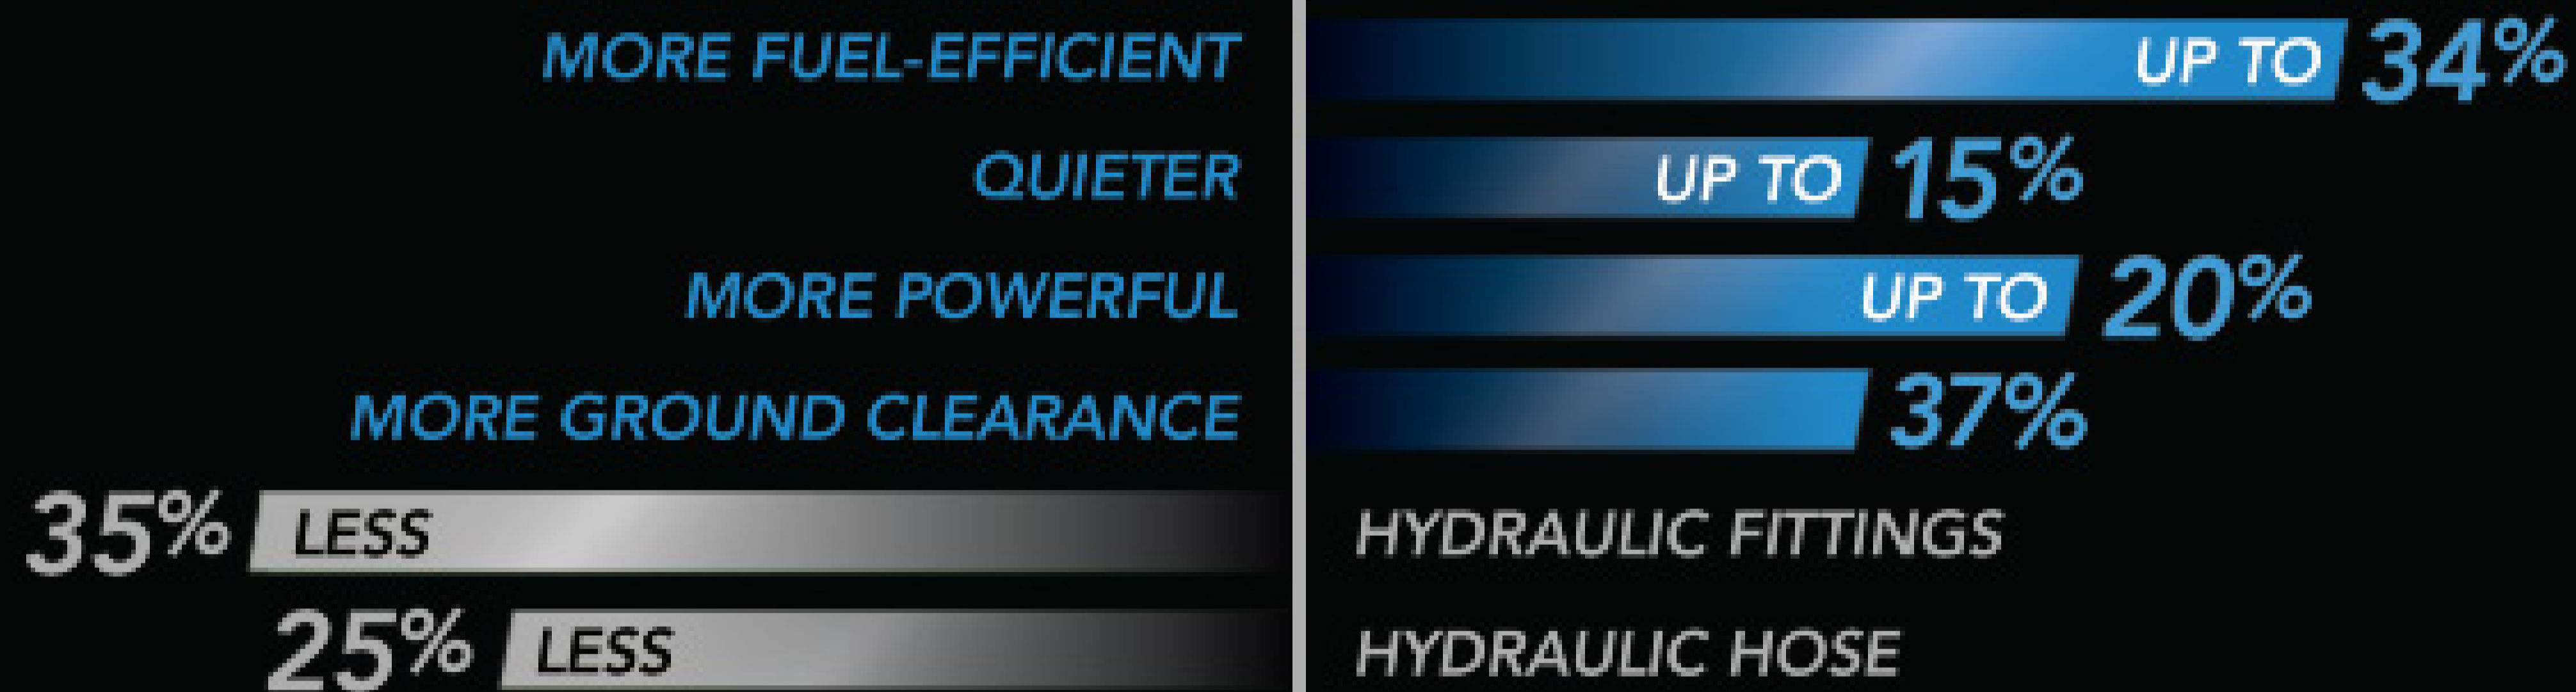 MORE FUEL-EFFICIENT UP TO 34%
QUIETER UP TO 15%
MORE POWERFUL UP TO 20%
MORE GROUND CLEARANCE 37%
35% LESS HYDRAULIC FITTINGS
25% LESS HYDRAULIC HOSE